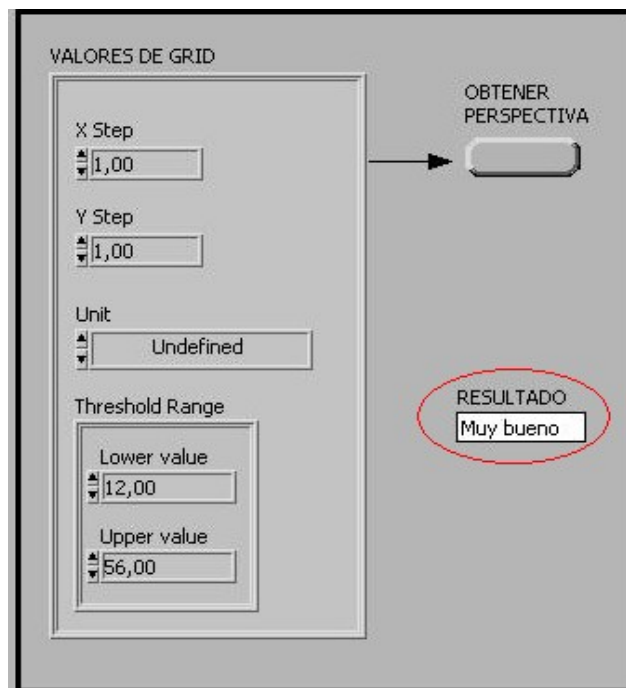 VALORES DE GRID
X Step
1,00
Y Step
1,00
Unit
Undefined
Threshold Range
Lower value
12,00
Upper value
56,00
OBTENER
PERSPECTIVA
RESULTADO
Muy bueno